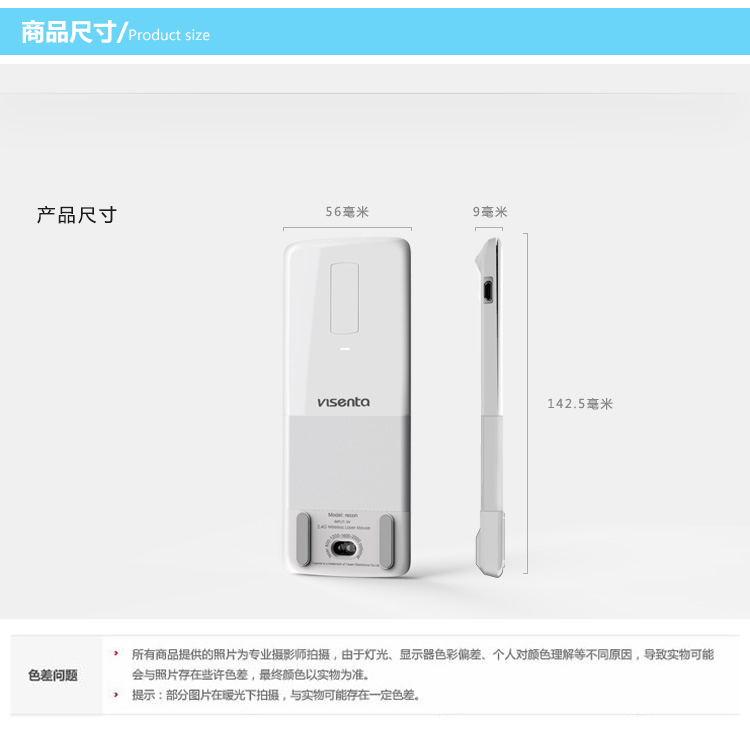 商品尺寸/Product size
产品尺寸
56毫米
9毫米
142.5毫米
visenta
Model: recon
INPUT: 3V
2.4G Wireless Laser Mouse
色差问题
所有商品提供的照片为专业摄影师拍摄，由于灯光、显示器色彩偏差、个人对颜色理解等不同原因，导致实物可能
会与照片存在些许色差，最终颜色以实物为准。
提示：部分图片在暖光下拍摄，与实物可能存在一定色差。